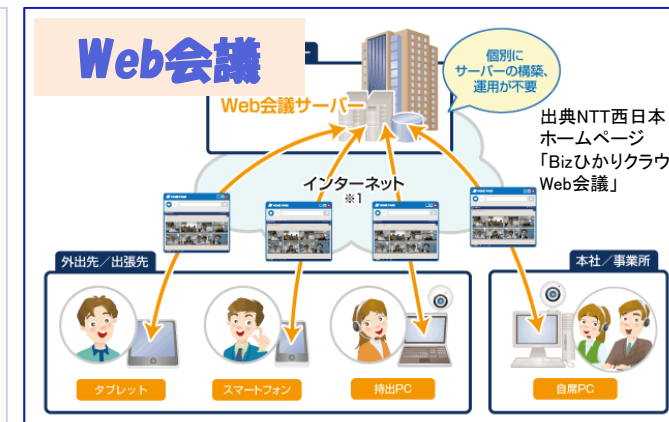 Web会議
ー
Web会議サーバー
個別に
サーバーの構築、
運用が不要
出典NTT西日本
ホームページ
「Bizひかりクラウ
Web会議」
インターネット
※1
外出先／出張先
本社／事業所
タブレット
スマートフォン
持出PC
自席PC